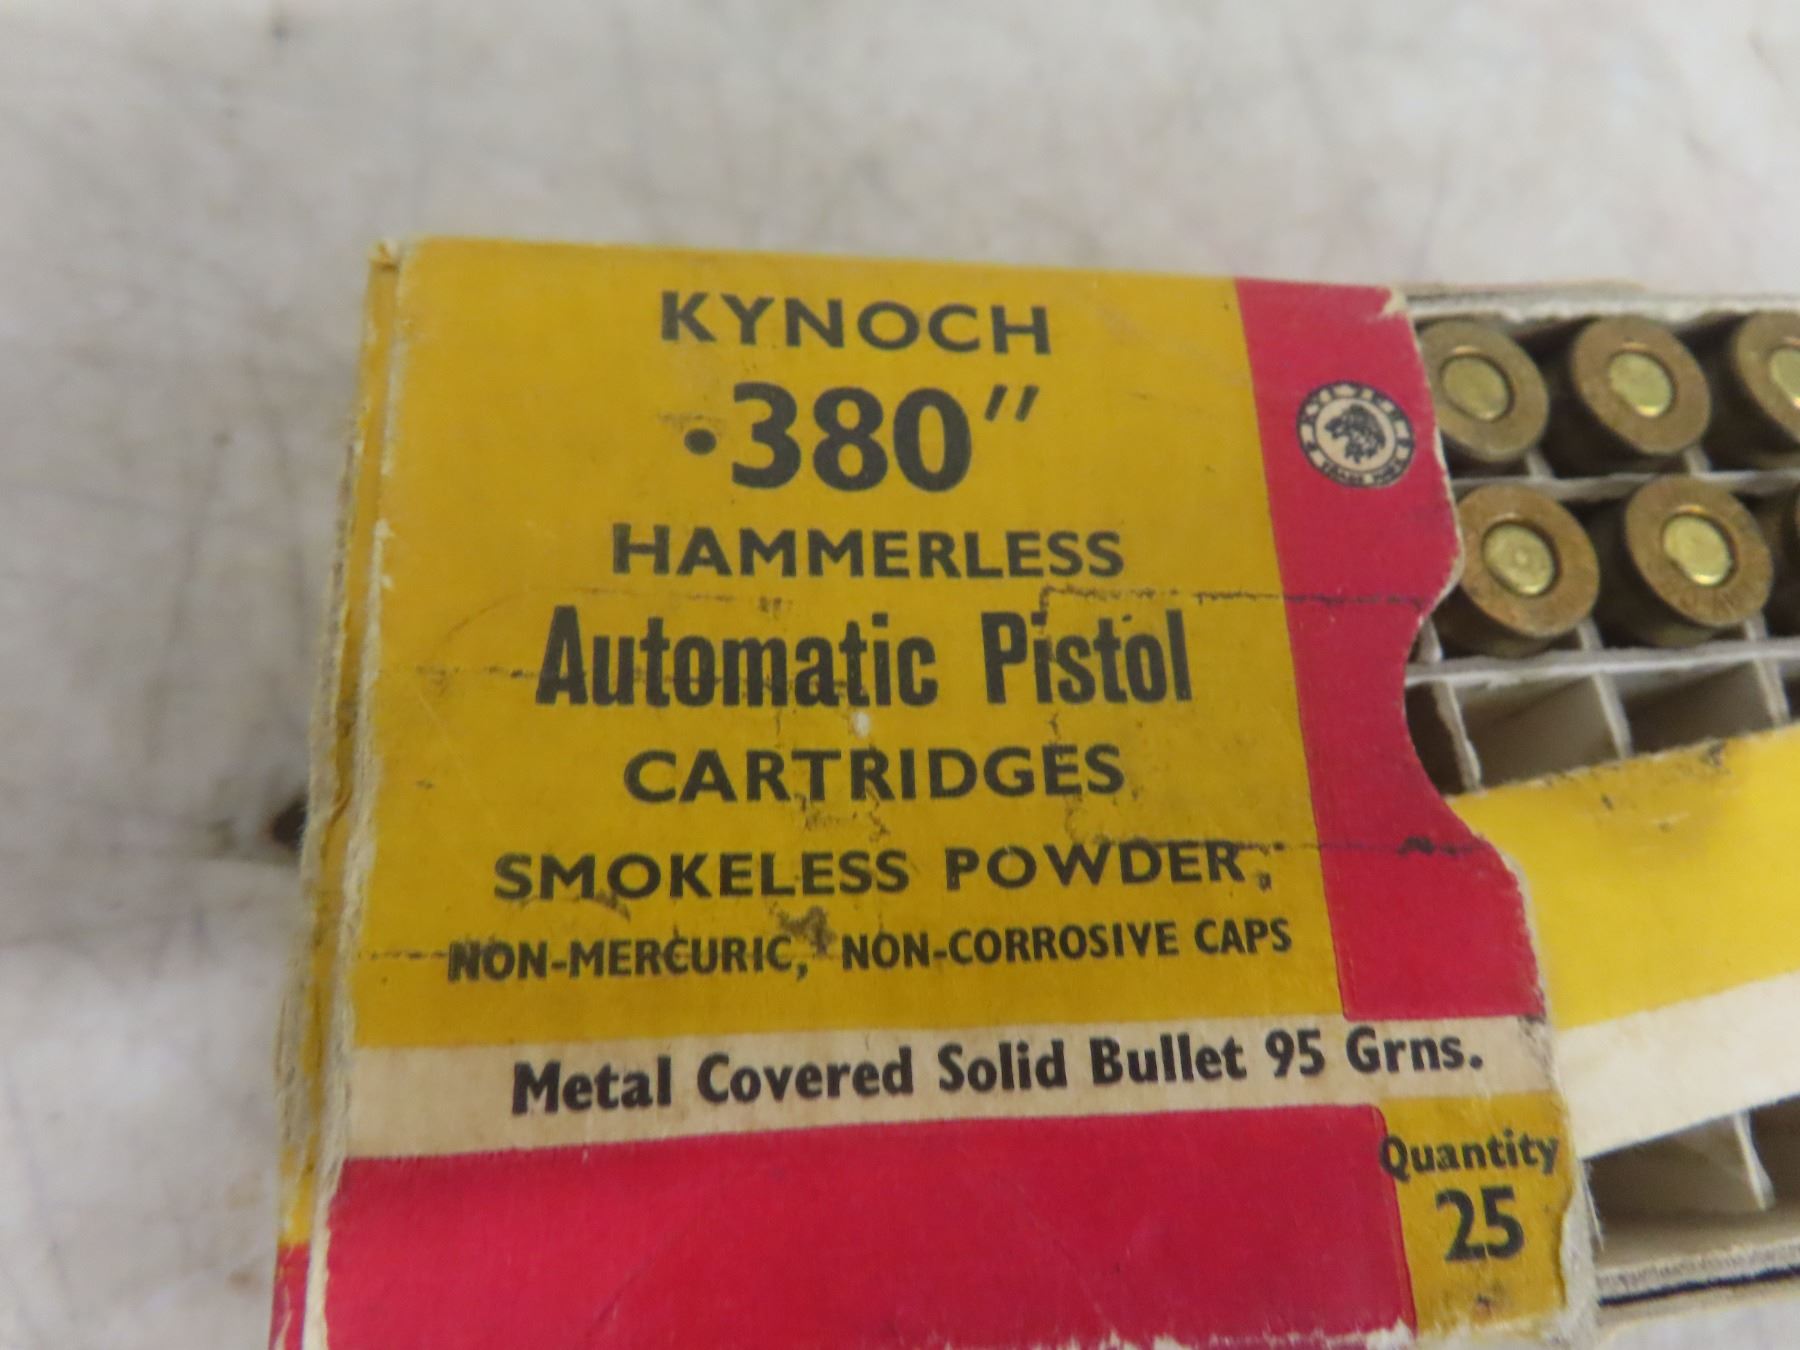 KYNOCH
.380"
HAMMERLESS
Automatic Pistol
CARTRIDGES
SMOKELESS POWDER,
NON-MERCURIC, NON-CORROSIVE CAPS
Metal Covered Solid Bullet 95 Grns.
Quantity
25